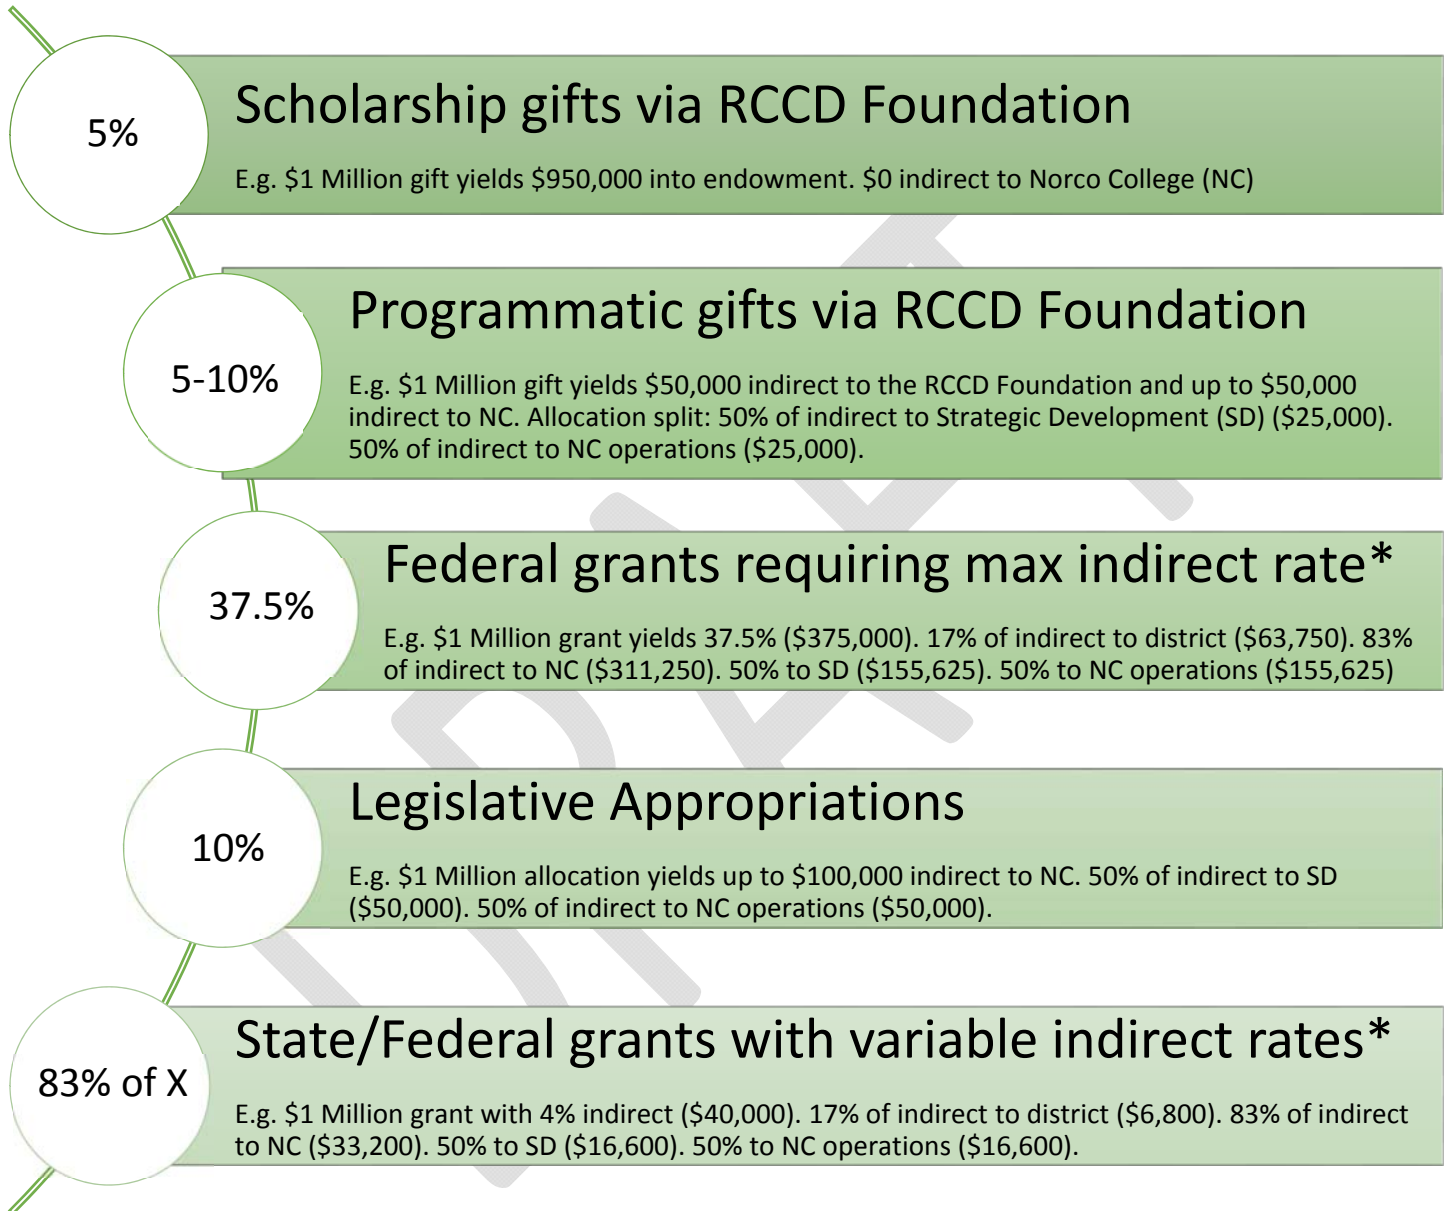 5%
Scholarship gifts via RCCD Foundation
E.g. $1 Million gift yields $950,000 into endowment. $0 indirect to Norco College (NC)
5-10%
Programmatic gifts via RCCD Foundation
E.g. $1 Million gift yields $50,000 indirect to the RCCD Foundation and up to $50,000
indirect to NC. Allocation split: 50% of indirect to Strategic Development (SD) ($25,000).
50% of indirect to NC operations ($25,000).
37.5%
Federal grants requiring max indirect rate*
E.g. $1 Million grant yields 37.5% ($375,000). 17% of indirect to district ($63,750). 83%
of indirect to NC ($311,250). 50% to SD ($155,625). 50% to NC operations ($155,625)
10%
Legislative Appropriations
E.g. $1 Million allocation yields up to $100,000 indirect to NC. 50% of indirect to SD
($50,000). 50% of indirect to NC operations ($50,000).
83% of X
State/Federal grants with variable indirect rates*
E.g. $1 Million grant with 4% indirect ($40,000). 17% of indirect to district ($6,800). 83% of indirect
to NC ($33,200). 50% to SD ($16,600). 50% to NC operations ($16,600).
DRAFT